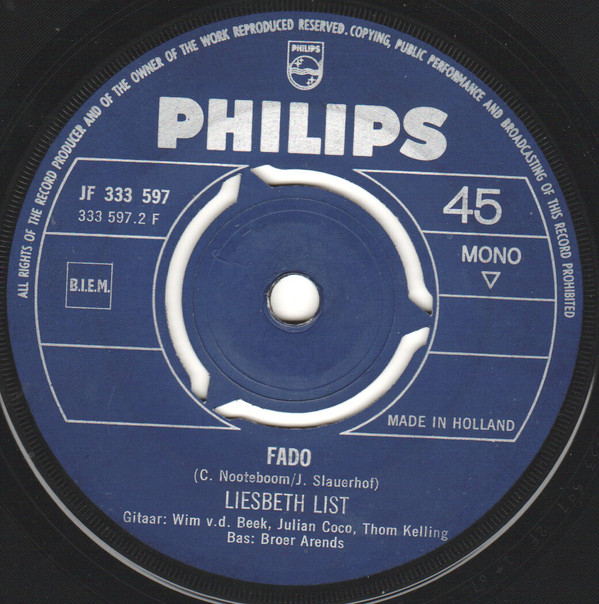 ALL RIGHTS OF THE RECORD PRODUCER AND OF THE OWNER OF THE WORK REPRODUCED RESERVED. COPYING, PUBLIC PERFORMANCE AND BROADCASTING OF THIS RECORD PROHIBITED
PHILIPS
PHILIPS
JF 333 597
333 597.2 F
45
MONO
B.I.E.M.
MADE IN HOLLAND
FADO
(C. Nooteboom/J. Slauerhof)
LIESBETH LIST
Gitaar: Wim v.d. Beek, Julian Coco, Thom Kelling
Bas: Broer Arends